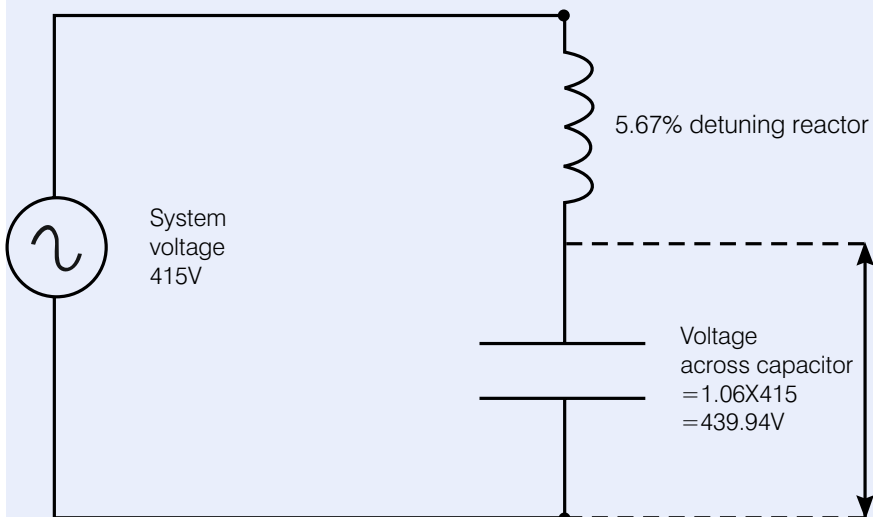 5.67% detuning reactor
System
voltage
415V
Voltage
across capacitor
=1.06X415
=439.94V